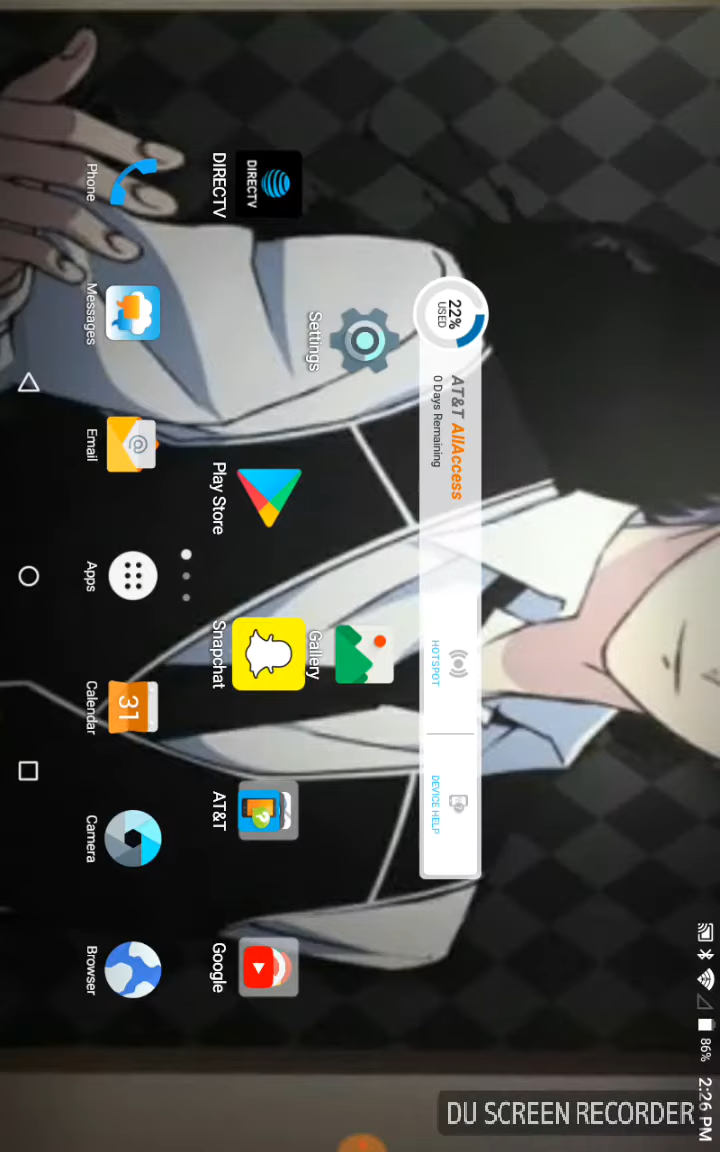 86% 2:26 PM
22%
USED
AT&T AllAccess
0 Days Remaining
HOTSPOT
DEVICE HELP
Settings
Gallery
DIRECTV
DIRECTV
Play Store
Snapchat
AT&T
Google
Phone
Messages
@
Email
Apps
31
Calendar
Camera
Browser
DU SCREEN RECORDER